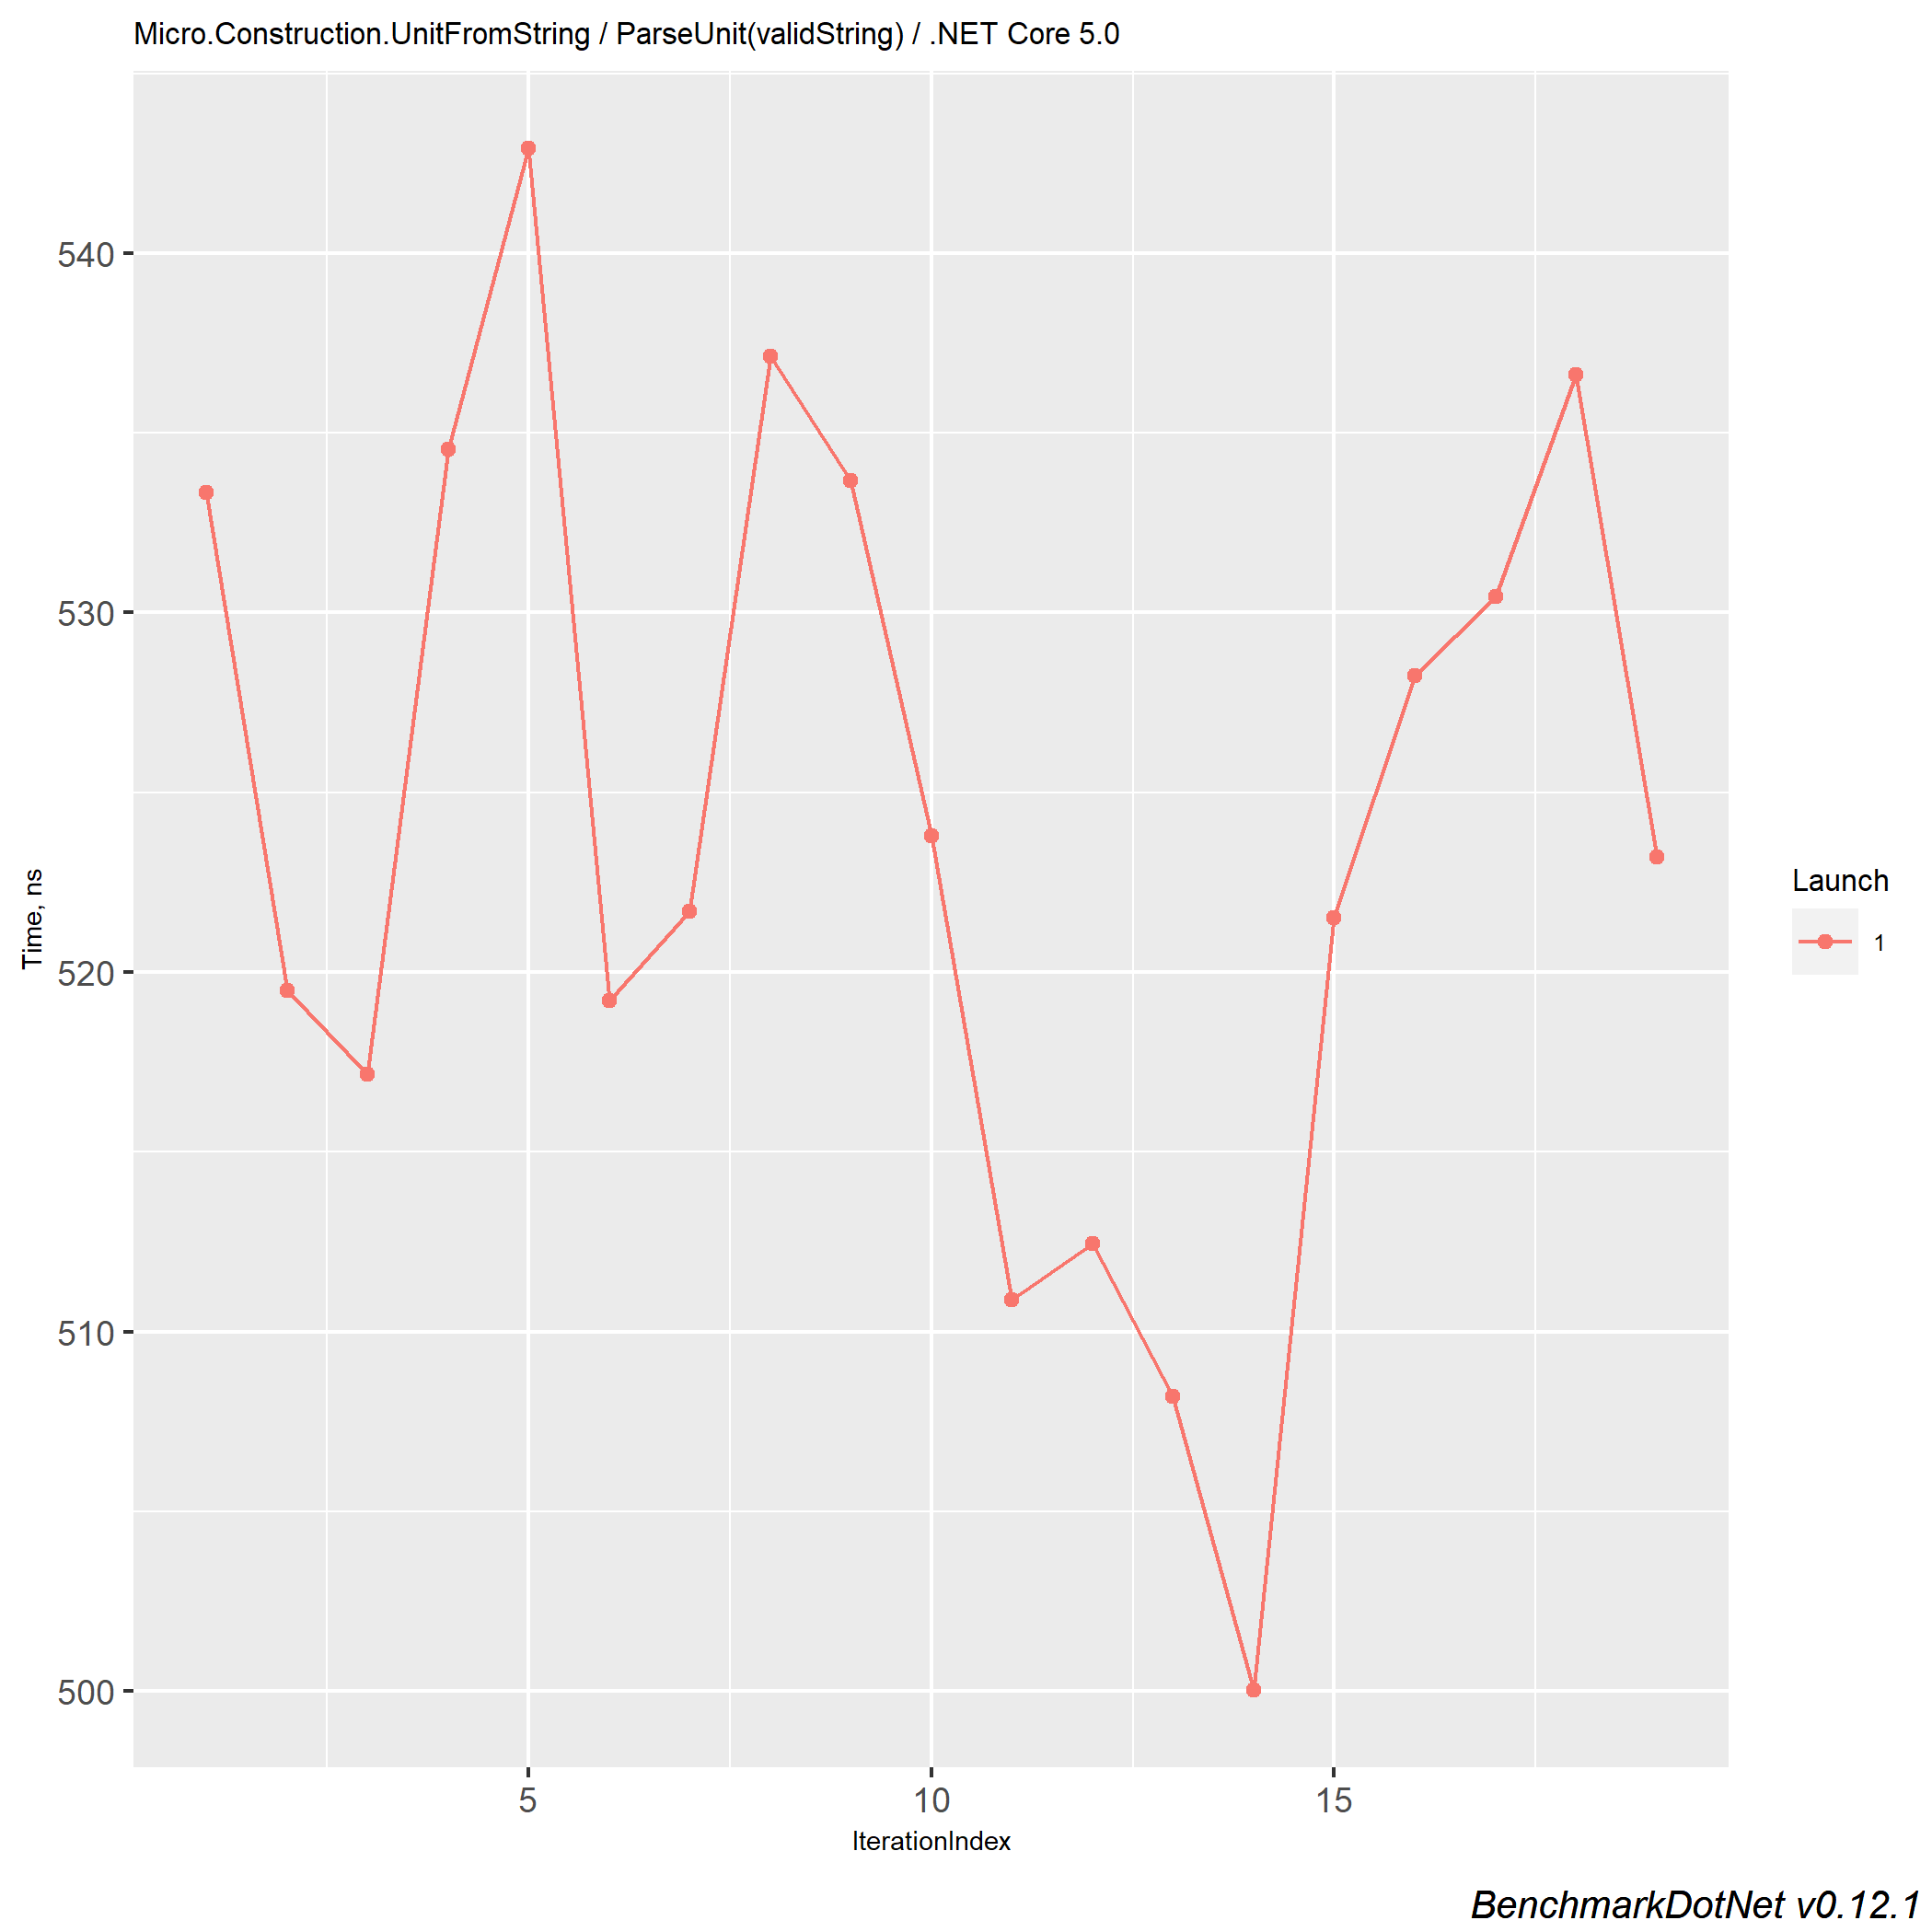 Micro.Construction.UnitFromString / ParseUnit(validString) / .NET Core 5.0
540
530
520
510
500
Time, ns
5 10 15
IterationIndex
Launch
1
BenchmarkDotNet v0.12.1